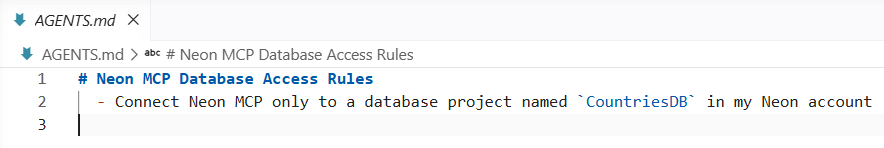 AGENTS.md
AGENTS.md > abc # Neon MCP Database Access Rules
1 # Neon MCP Database Access Rules
2 - Connect Neon MCP only to a database project named `CountriesDB` in my Neon account
3